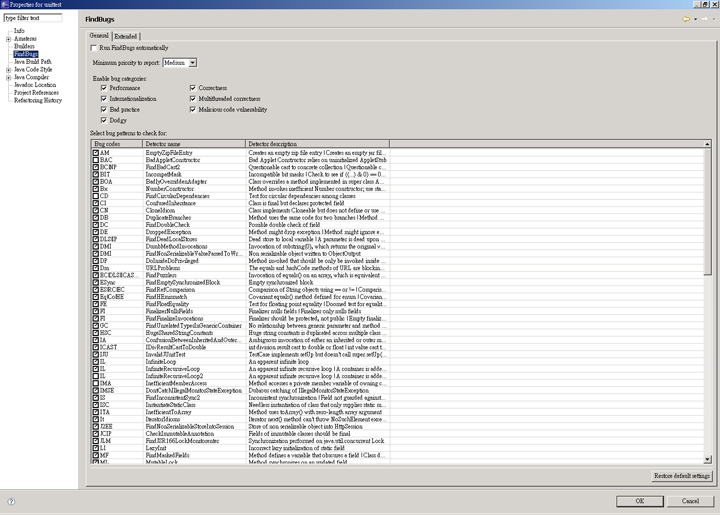 Properties for unittest
type filter text
Info
Amateras
Builders
FindBugs
Java Build Path
Java Code Style
Java Compiler
Javadoc Location
Project References
Refactoring History
FindBugs
General
Extended
Run FindBugs automatically
Minimum priority to report: Medium
Enable bug categories:
Performance Correctness
Internationalization Multithreaded correctness
Bad practice Malicious code vulnerability
Dodgy
Select bug patterns to check for:
Bug codes Detector name Detector description
AM EmptyZipFileEntry Creates an empty zip file entry | Creates an empty jar fil...
BAC BadAppletConstructor Bad Applet Constructor relies on uninitialized AppletStub
BCINP FindBadCast2 Questionable cast to concrete collection | Questionable c...
BIT IncompatMask Incompatible bit masks | Check to see if ((...) & 0) == 0...
BOA BadlyOverriddenAdapter Class overrides a method implemented in super class A...
Bx NumberConstructor Method invokes inefficient Number constructor; use sta...
CD FindCircularDependencies Test for circular dependencies among classes
CI ConfusedInheritance Class is final but declares protected field
CN CloneIdiom Class implements Cloneable but does not define or use ...
DB DuplicateBranches Method uses the same code for two branches | Method ...
DC FindDoubleCheck Possible double check of field
DE DroppedException Method might drop exception | Method might ignore e...
DLSIP FindDeadLocalStores Dead store to local variable | A parameter is dead upon ...
DMI DumbMethodInvocations Invocation of substring(0), which returns the original v...
DMI FindNonSerializableValuePassedToWr... Non serializable object written to ObjectOutput
DP DoInsideDoPrivileged Method invoked that should be only be invoked inside ...
Dm URLProblems The equals and hashCode methods of URL are blockin...
ECIDLSICAS... FindPuzzlers Invocation of equals() on an array, which is equivalent ...
ESync FindEmptySynchronizedBlock Empty synchronized block
ESRCIEC FindRefComparison Comparison of String objects using == or != | Comparis...
EqCoHE FindHEmismatch Covariant equals() method defined for enum | Covarian...
FE FindFloatEquality Test for floating point equality | Doomed test for equalit...
FI FinalizerNullsFields Finalizer nulls fields | Finalizer only nulls fields
FI FindFinalizeInvocations Finalizer should be protected, not public | Empty finaliz...
GC FindUnrelatedTypesInGenericContainer No relationship between generic parameter and method ...
HSC HugeSharedStringConstants Huge string constants is duplicated across multiple class...
IA ConfusionBetweenInheritedAndOuter... Ambiguous invocation of either an inherited or outer m...
ICAST IDivResultCastToDouble int division result cast to double or float | int value cast t...
IJU InvalidJUnitTest TestCase implements setUp but doesn't call super.setUp(...
IL InfiniteLoop An apparent infinite loop
IL InfiniteRecursiveLoop An apparent infinite recursive loop | A container is adde...
IL InfiniteRecursiveLoop2 An apparent infinite recursive loop | A container is adde...
IMA InefficientMemberAccess Method accesses a private member variable of owning c...
IMSE DontCatchIllegalMonitorStateException Dubious catching of IllegalMonitorStateException
IS FindInconsistentSync2 Inconsistent synchronization | Field not guarded against...
ISC InstantiateStaticClass Needless instantiation of class that only supplies static m...
ITA InefficientToArray Method uses toArray() with zero-length array argument
It IteratorIdioms Iterator next() method can't throw NoSuchElement exce...
J2EE FindNonSerializableStoreIntoSession Store of non serializable object into HttpSession
JCIP CheckImmutableAnnotation Fields of immutable classes should be final
JLM FindJSR166LockMonitorenter Synchronization performed on java.util.concurrent Lock
LI LazyInit Incorrect lazy initialization of static field
MF FindMaskedFields Method defines a variable that obscures a field | Class d...
ML MutableLock Method synchronizes on an updated field
Restore default settings
OK Cancel